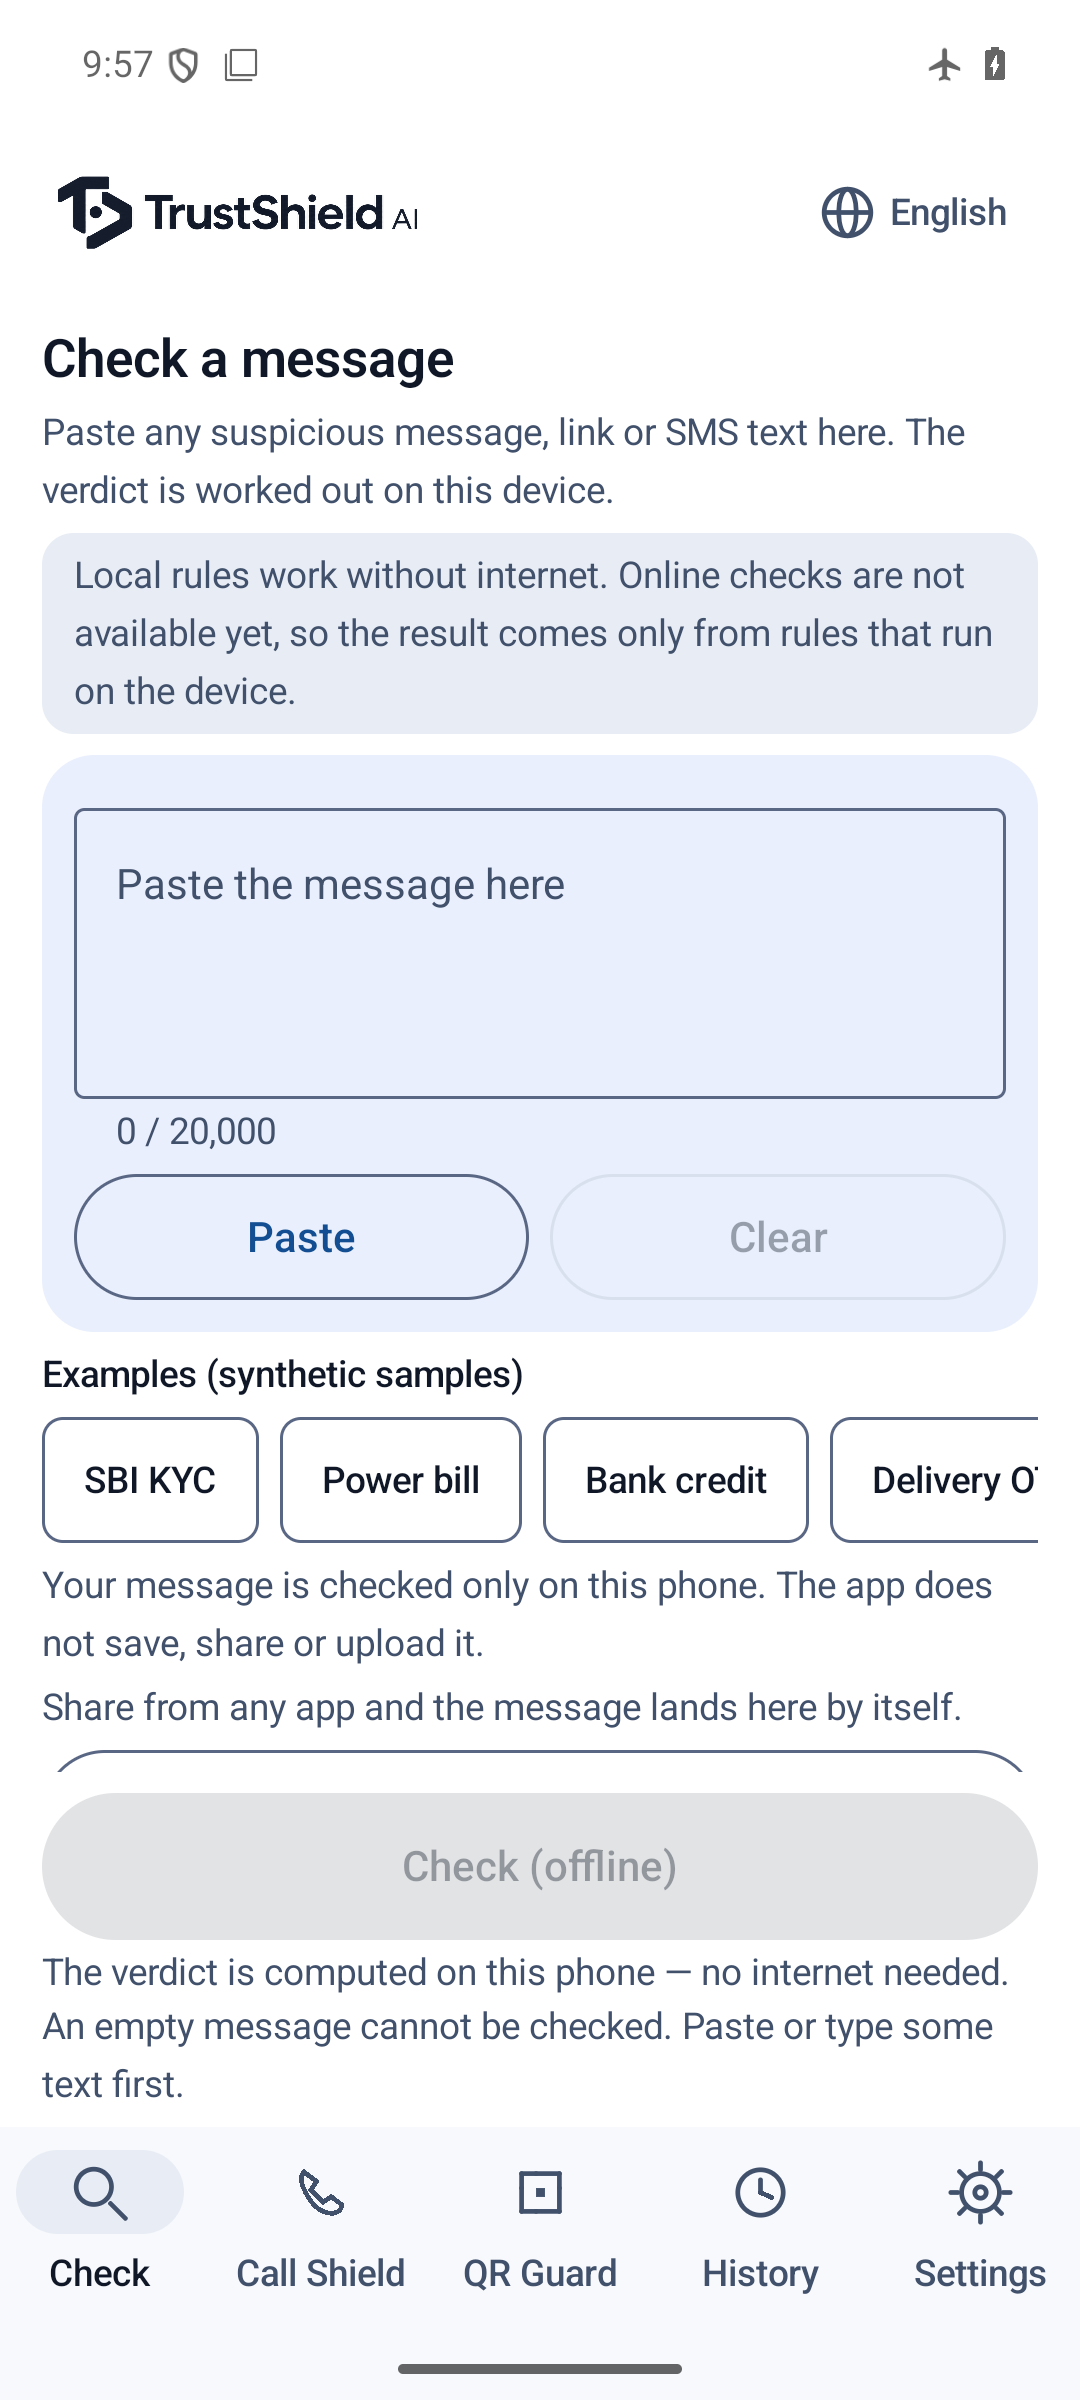 9:57
TrustShield AI
English
Check a message
Paste any suspicious message, link or SMS text here. The
verdict is worked out on this device.
Local rules work without internet. Online checks are not
available yet, so the result comes only from rules that run
on the device.
Paste the message here
0 / 20,000
Paste
Clear
Examples (synthetic samples)
SBI KYC
Power bill
Bank credit
Delivery
Your message is checked only on this phone. The app does
not save, share or upload it.
Share from any app and the message lands here by itself.
Check (offline)
The verdict is computed on this phone — no internet needed.
An empty message cannot be checked. Paste or type some
text first.
Check
Call Shield
QR Guard
History
Settings